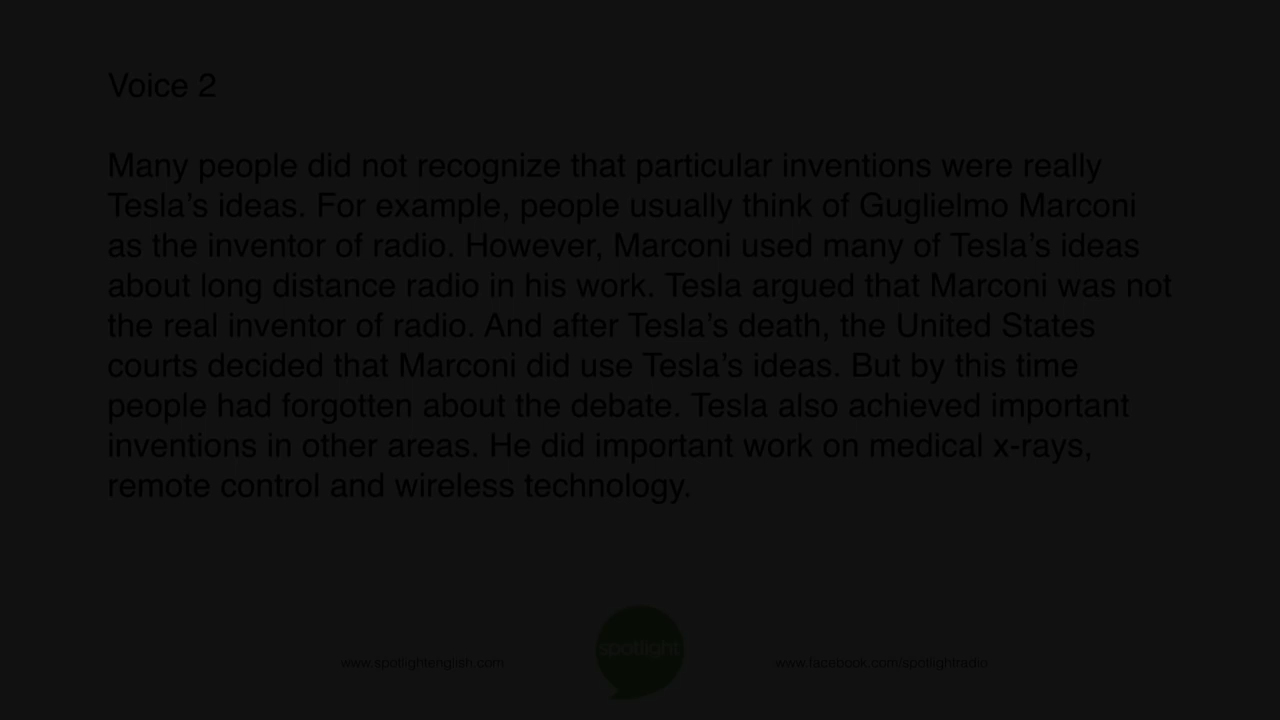 Voice 2
Many people did not recognize that particular inventions were really
Tesla’s ideas. For example, people usually think of Guglielmo Marconi
as the inventor of radio. However, Marconi used many of Tesla’s ideas
about long distance radio in his work. Tesla argued that Marconi was not
the real inventor of radio. And after Tesla’s death, the United States
courts decided that Marconi did use Tesla’s ideas. But by this time
people had forgotten about the debate. Tesla also achieved important
inventions in other areas. He did important work on medical x-rays,
remote control and wireless technology.
spotlight
www.spotlightenglish.com
www.facebook.com/spotlightradio